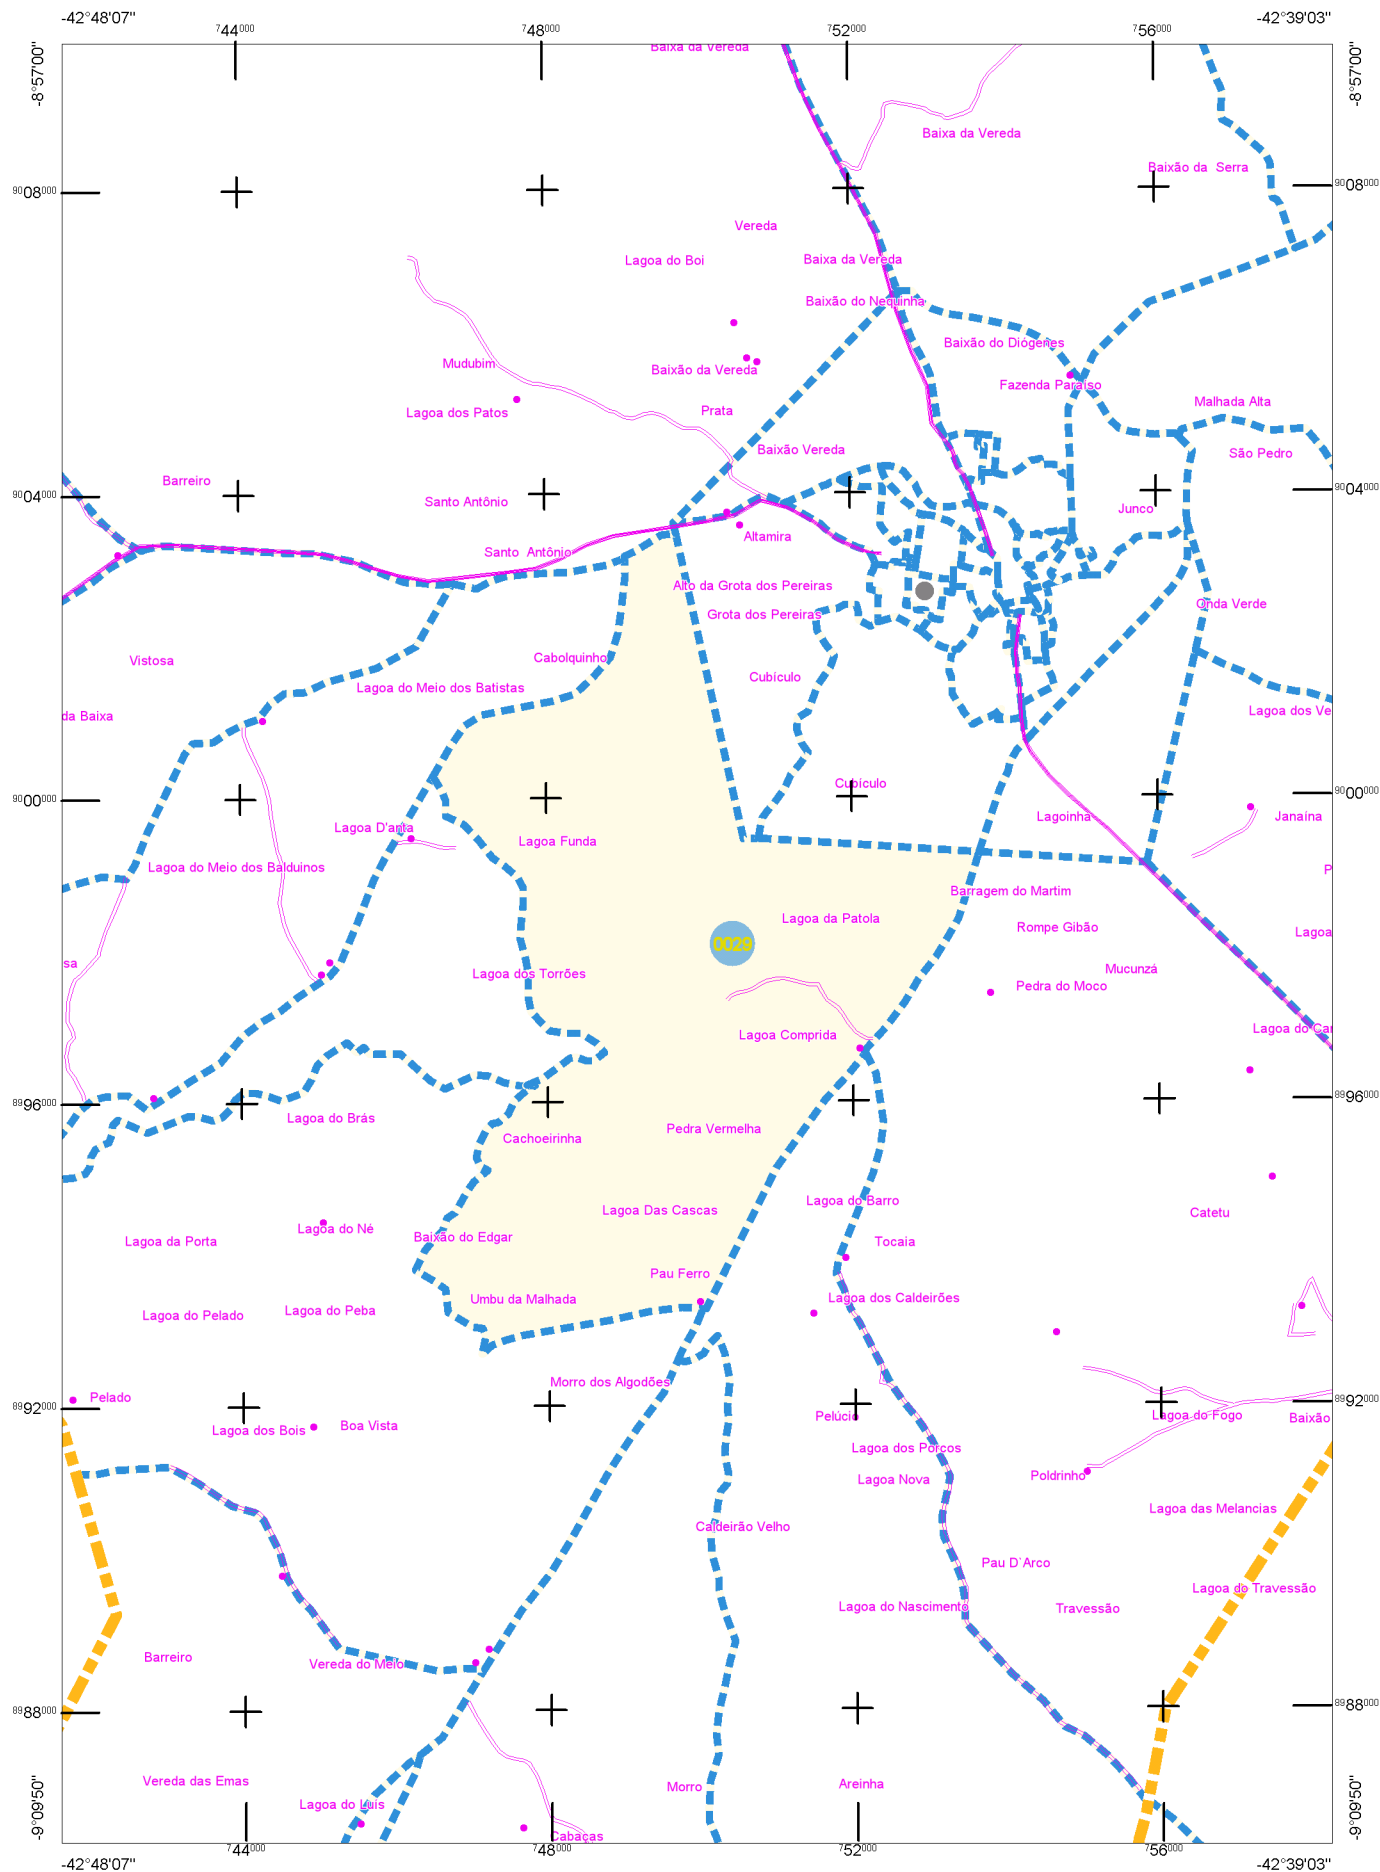 -42°48'07"
-42°39'03"
744000
748000
752000
756000
-8°57'00"
-8°57'00"
Baixa da Vereda
Baixa da Vereda
Baixão da Serra
9008000
9008000
Vereda
Lagoa do Boi
Baixa da Vereda
Baixão do Nequinha
Baixão do Diógenes
Mudubim
Baixão da Vereda
Fazenda Paraíso
Lagoa dos Patos
Prata
Malhada Alta
Baixão Vereda
São Pedro
Barreiro
9004000
9004000
Santo Antônio
Junco
Altamira
Santo Antônio
Alto da Grota dos Pereiras
Onda Verde
Grota dos Pereiras
Vistosa
Cabolquinho
Cubículo
Lagoa do Meio dos Batistas
da Baixa
Lagoa dos Ve
Cubículo
9000000
9000000
Lagoinha
Janaína
Lagoa D'anta
Lagoa Funda
Lagoa do Meio dos Balduinos
P
Barragem do Martim
Lagoa da Patola
Rompe Gibão
Lagoa
0029
sa
Mucunzá
Lagoa dos Torrões
Pedra do Moco
Lagoa do Car
Lagoa Comprida
8996000
8996000
Lagoa do Brás
Pedra Vermelha
Cachoeirinha
Lagoa do Barro
Lagoa Das Cascas
Catetu
Lagoa do Né
Baixão do Edgar
Lagoa da Porta
Tocaia
Pau Ferro
Umbu da Malhada
Lagoa dos Caldeirões
Lagoa do Pelado
Lagoa do Peba
Morro dos Algodões
Pelado
8992000
8992000
Pelúcio
Lagoa do Fogo
Baixão
Lagoa dos Bois
Boa Vista
Lagoa dos Porcos
Lagoa Nova
Poldrinho
Lagoa das Melancias
Caldeirão Velho
Pau D`Arco
Lagoa do Travessão
Lagoa do Nascimento
Travessão
Barreiro
Vereda do Meio
8988000
8988000
Vereda das Emas
Morro
Areinha
Lagoa do Luís
Cabaças
-9°09'50"
-9°09'50"
744000
748000
752000
756000
-42°48'07"
-42°39'03"